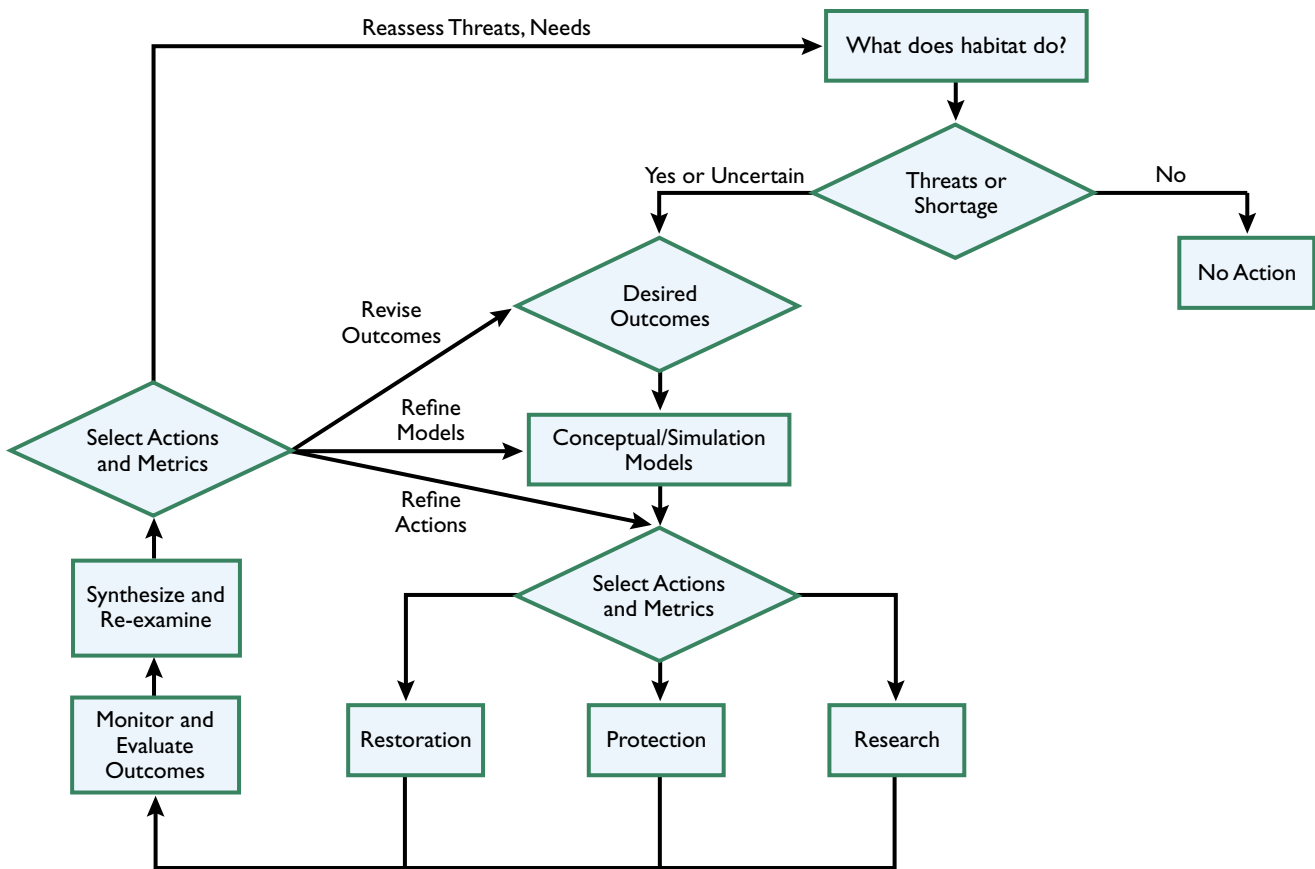 Reassess Threats, Needs
What does habitat do?
Yes or Uncertain
Threats or
Shortage
No
No Action
Desired
Outcomes
Revise
Outcomes
Refine
Models
Conceptual/Simulation
Models
Select Actions
and Metrics
Refine
Actions
Select Actions
and Metrics
Synthesize and
Re-examine
Monitor and
Evaluate
Outcomes
Restoration
Protection
Research